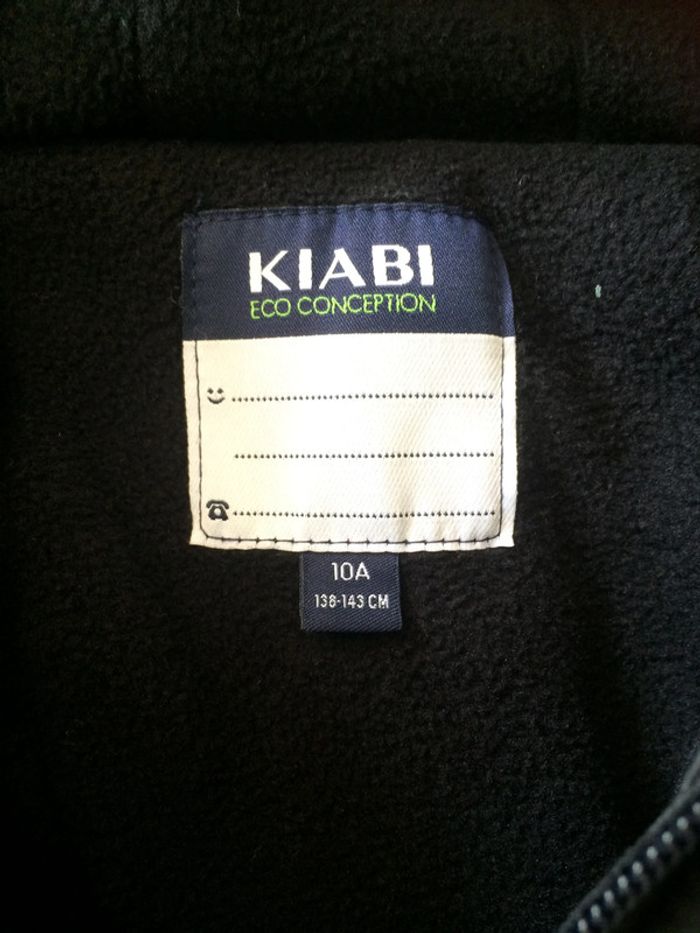 KIABI
ECO CONCEPTION
10A
138-143 CM